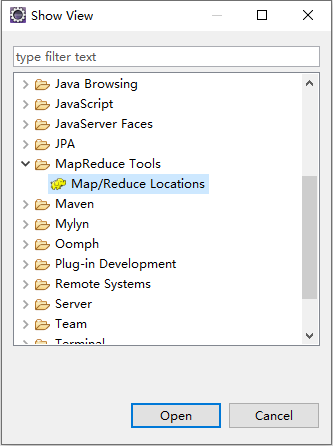 Show View
type filter text
Java Browsing
JavaScript
JavaServer Faces
JPA
MapReduce Tools
Map/Reduce Locations
Maven
Mylyn
Oomph
Plug-in Development
Remote Systems
Server
Team
Terminal
Open
Cancel